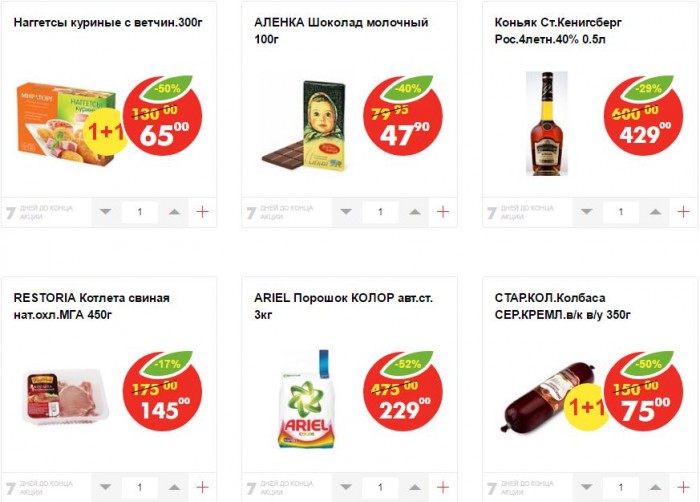 Наггетсы куриные с ветчин.300г
МИРАТОРГ
НАГГЕТСЫ
1+1
-50%
130 00
65 00
7 ДНЕЙ ДО КОНЦА
АКЦИИ
1
АЛЕНКА Шоколад молочный
100г
-40%
79 95
47 90
7 ДНЕЙ ДО КОНЦА
АКЦИИ
1
Коньяк Ст.Кенигсберг
Рос.4летн.40% 0.5л
-29%
600 00
429 00
7 ДНЕЙ ДО КОНЦА
АКЦИИ
1
RESTORIA Котлета свиная
нат.охл.МГА 450г
-17%
175 00
145 00
7 ДНЕЙ ДО КОНЦА
АКЦИИ
1
ARIEL Порошок КОЛОР авт.ст.
3кг
ARIEL
COLOR
-52%
475 00
229 00
7 ДНЕЙ ДО КОНЦА
АКЦИИ
1
СТАР.КОЛ.Колбаса
СЕР.КРЕМЛ.в/к в/у 350г
1+1
-50%
150 00
75 00
7 ДНЕЙ ДО КОНЦА
АКЦИИ
1